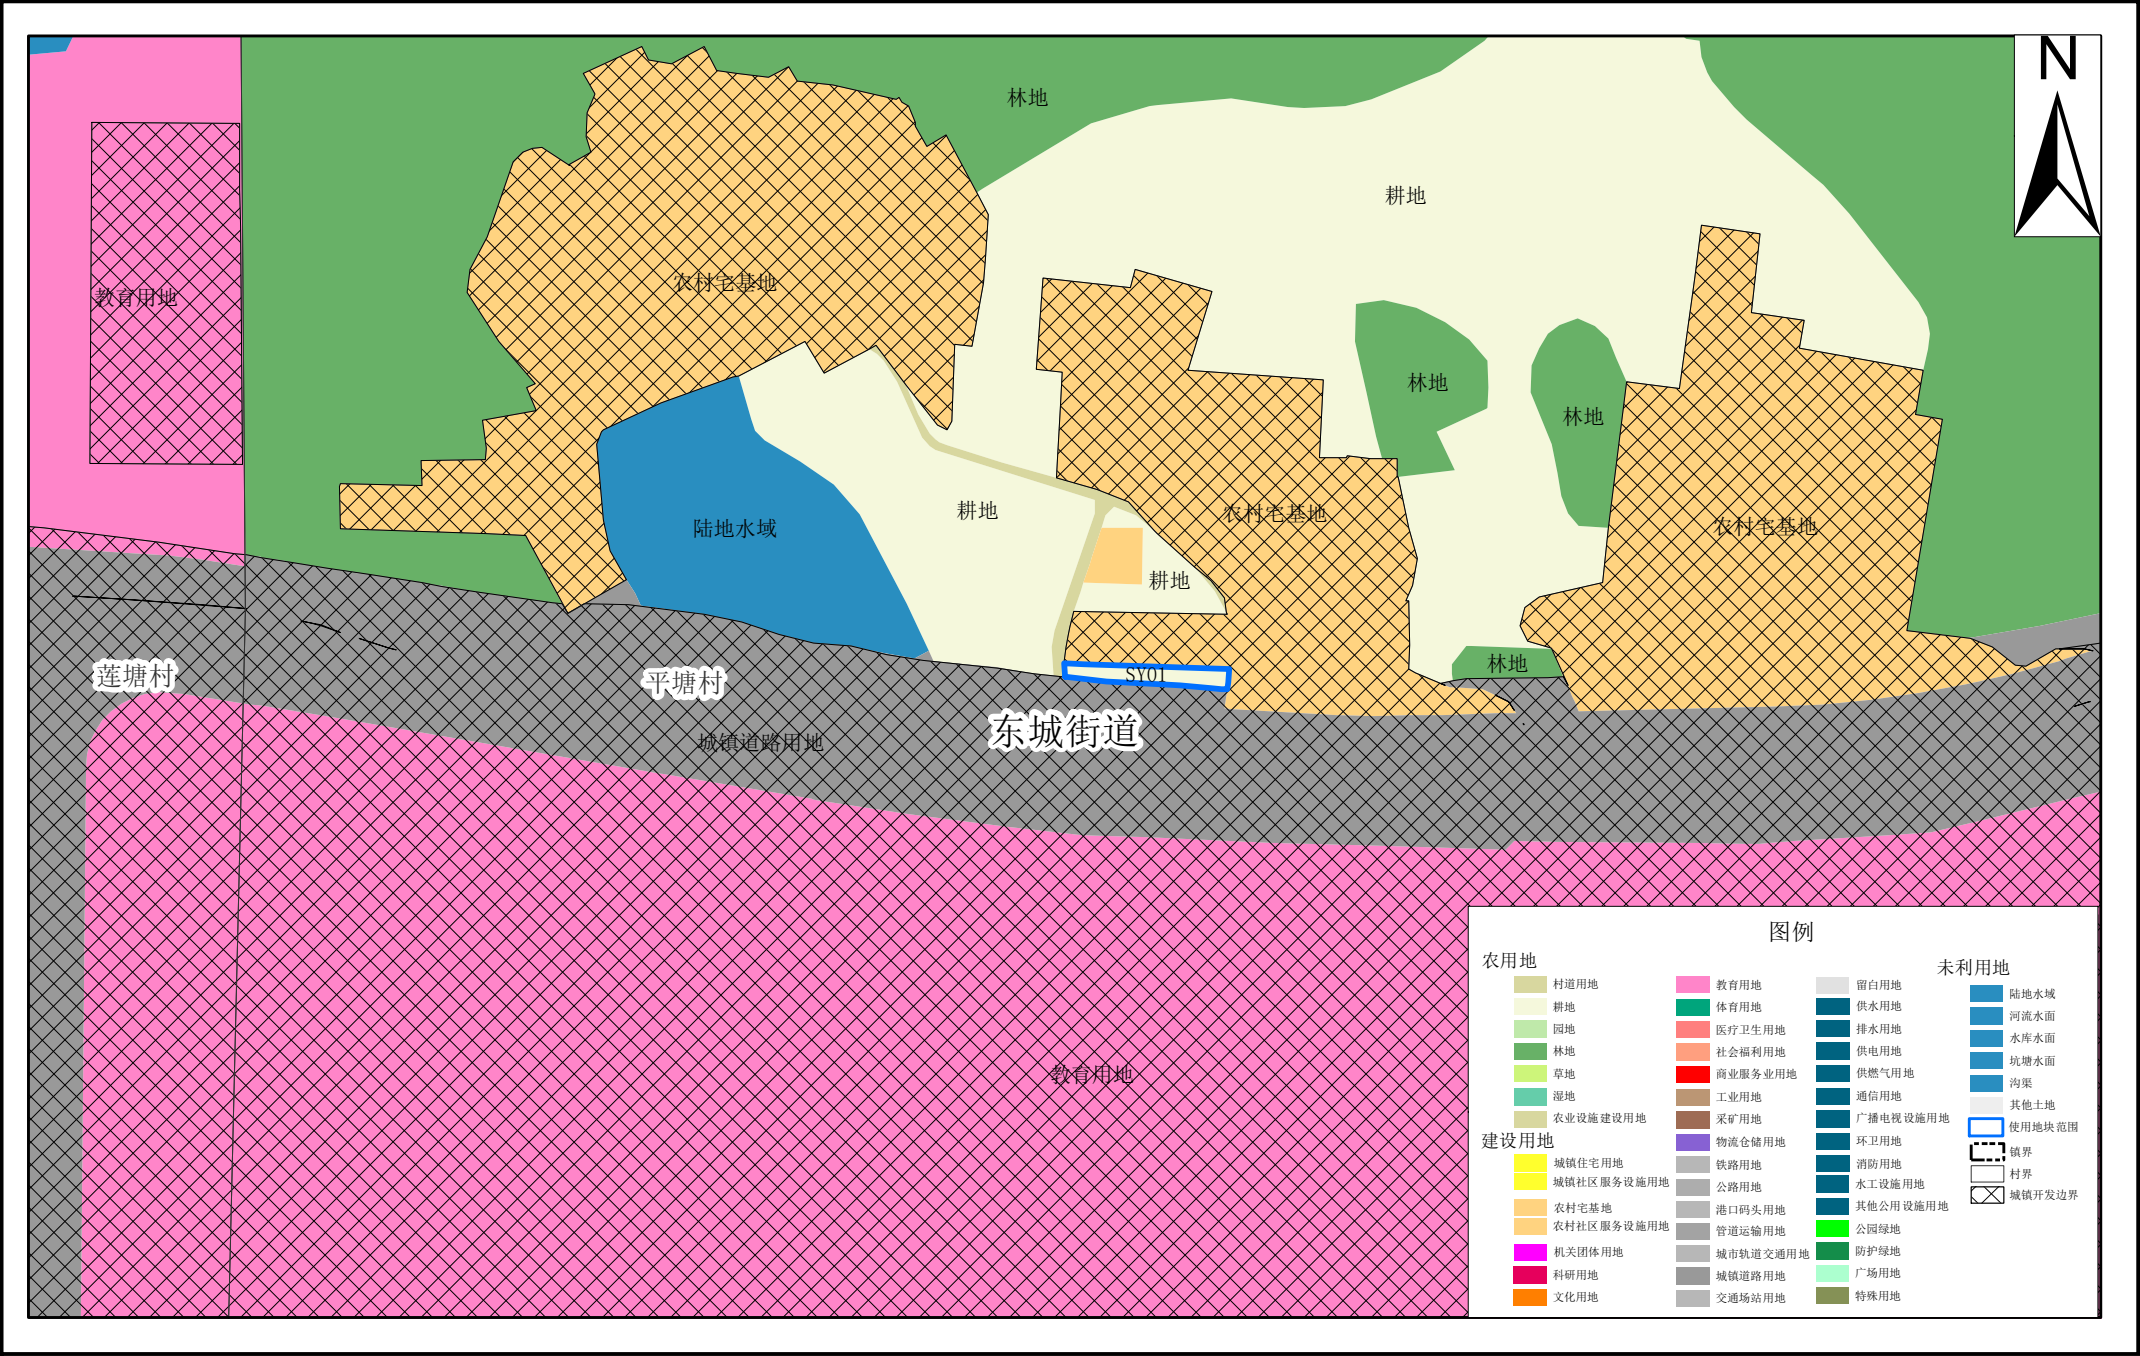 N
林地
耕地
农村宅基地
教育用地
林地
林地
耕地
农村宅基地
农村宅基地
陆地水域
耕地
林地
莲塘村
平塘村
SY01
东城街道
城镇道路用地
教育用地
图例
农用地
村道用地
耕地
园地
林地
草地
湿地
农业设施建设用地
建设用地
城镇住宅用地
城镇社区服务设施用地
农村宅基地
农村社区服务设施用地
机关团体用地
科研用地
文化用地
教育用地
体育用地
医疗卫生用地
社会福利用地
商业服务业用地
工业用地
采矿用地
物流仓储用地
铁路用地
公路用地
港口码头用地
管道运输用地
城市轨道交通用地
城镇道路用地
交通场站用地
留白用地
供水用地
排水用地
供电用地
供燃气用地
通信用地
广播电视设施用地
环卫用地
消防用地
水工设施用地
其他公用设施用地
公园绿地
防护绿地
广场用地
特殊用地
未利用地
陆地水域
河流水面
水库水面
坑塘水面
沟渠
其他土地
使用地块范围
镇界
村界
城镇开发边界